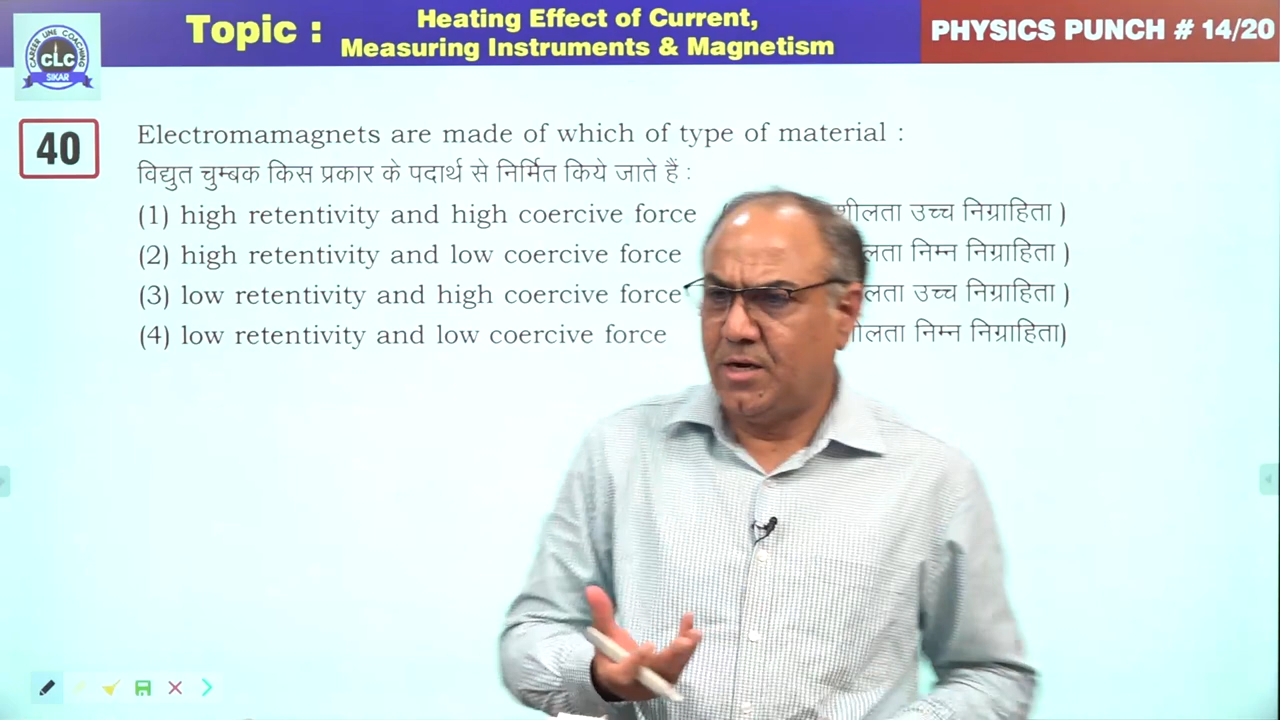 Topic :
Heating Effect of Current,
Measuring Instruments & Magnetism
PHYSICS PUNCH # 14/20
CAREER LINE COACHING
CLC
SIKAR
40
Electromamagnets are made of which of type of material :
विद्युत चुम्बक किस प्रकार के पदार्थ से निर्मित किये जाते हैं :
(1) high retentivity and high coercive force उच्च निग्राहिता )
(2) high retentivity and low coercive force निम्न निग्राहिता )
(3) low retentivity and high coercive force उच्च निग्राहिता )
(4) low retentivity and low coercive force निम्न निग्राहिता)